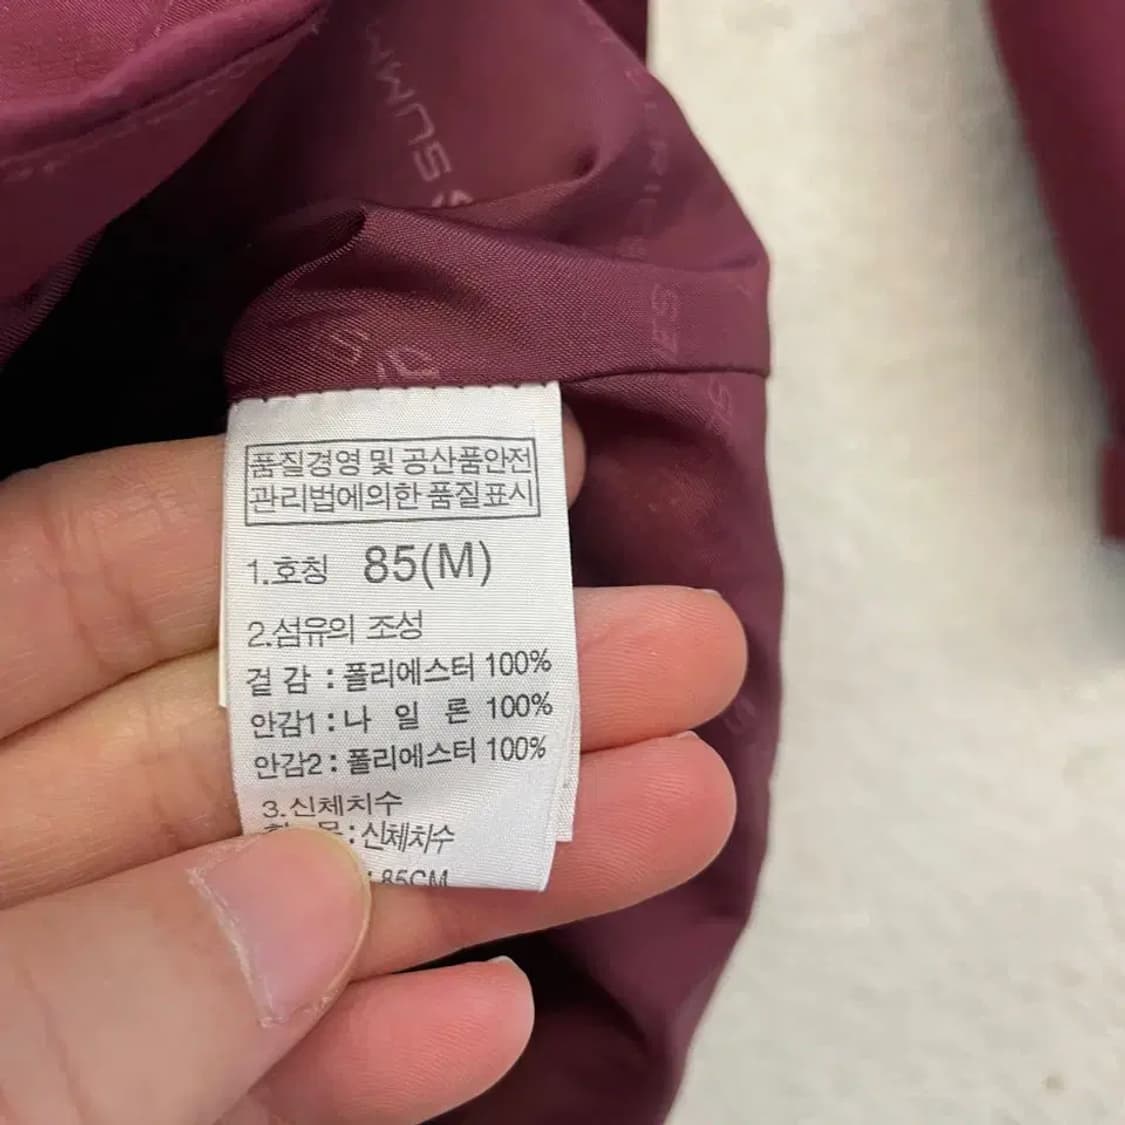 품질경영 및 공산품안전
관리법에의한 품질표시
1.호칭 85(M)
2.섬유의 조성
겉 감 : 폴리에스터 100%
안감1 : 나 일 론 100%
안감2 : 폴리에스터 100%
3.신체치수
: 신체치수
: 85CM